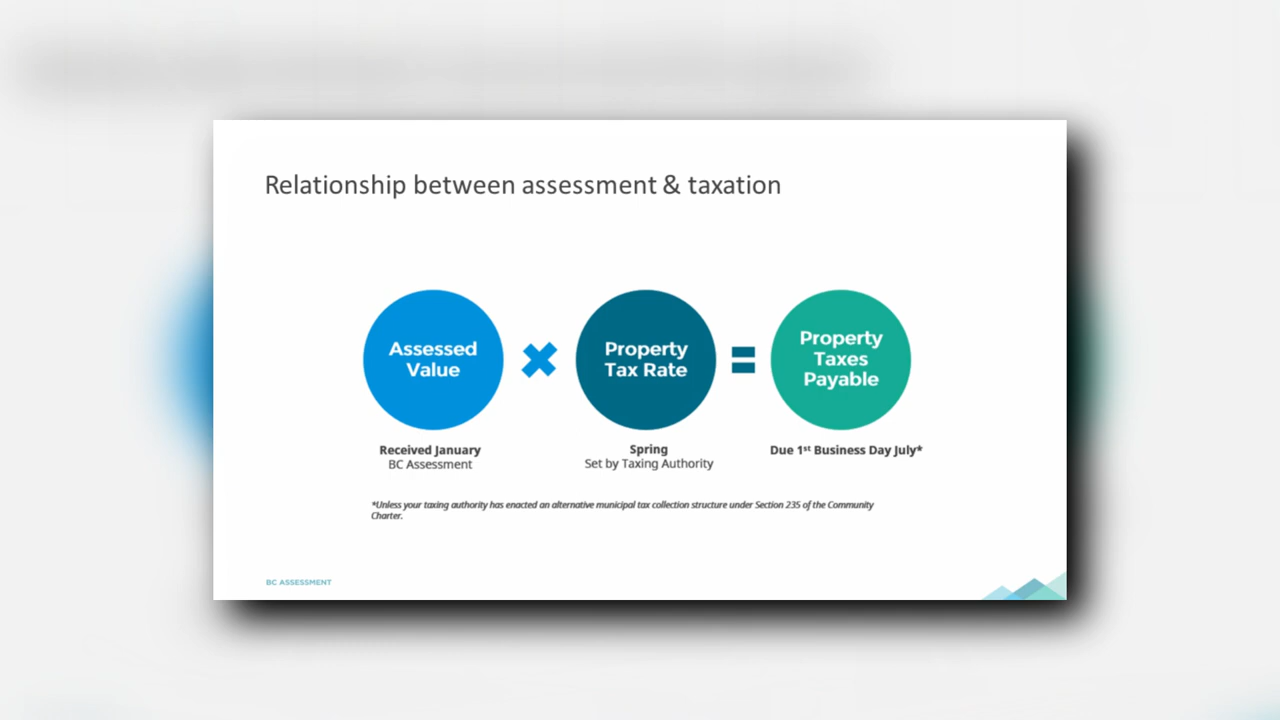 Relationship between assessment & taxation
Assessed
Value
Property
Tax Rate
Property
Taxes
Payable
Received January
BC Assessment
Spring
Set by Taxing Authority
Due 1st Business Day July*
*Unless your taxing authority has enacted an alternative municipal tax collection structure under Section 235 of the Community
Charter.
BC ASSESSMENT